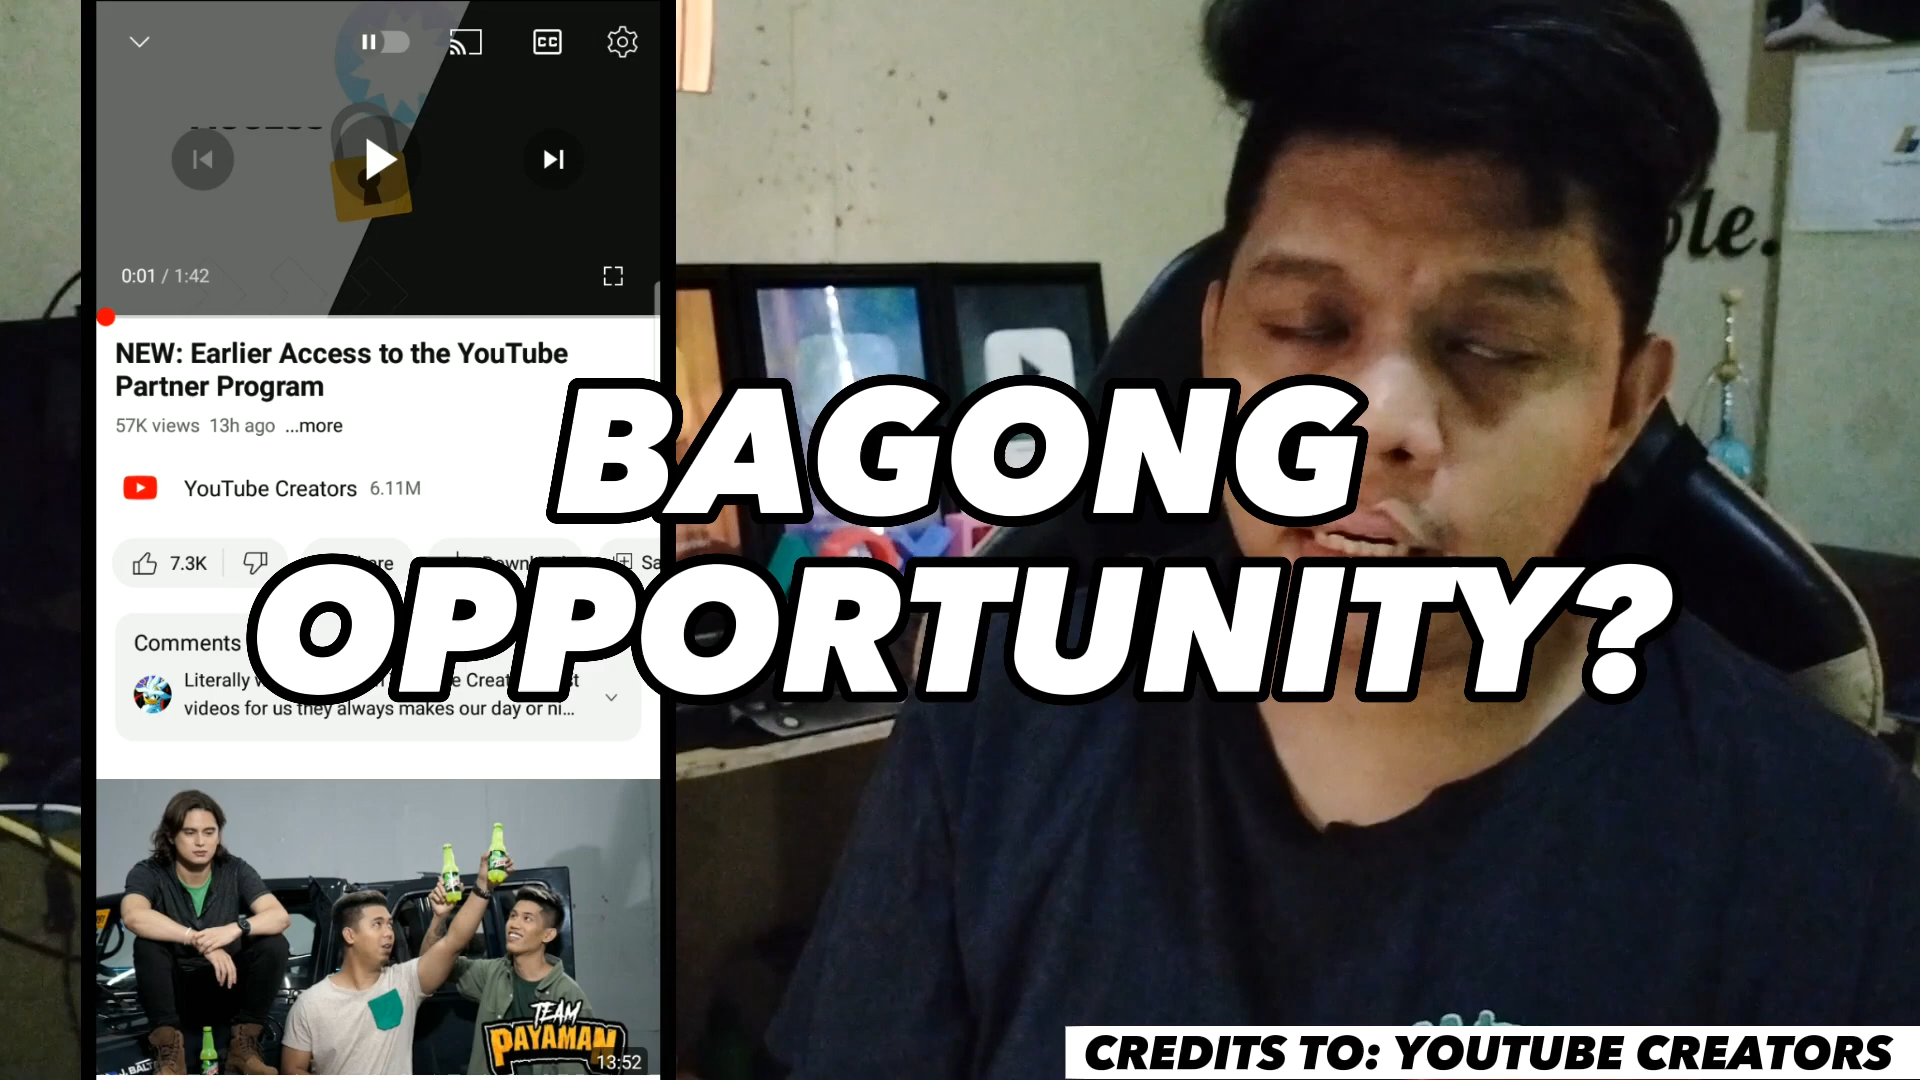 0:01 / 1:42
NEW: Earlier Access to the YouTube
Partner Program
57K views 13h ago ...more
YouTube Creators 6.11M
7.3K
Comments
Literally
videos for us they always makes our day or ni...
BAGONG
OPPORTUNITY?
ple.
TEAM
PAYAMAN
13:52
CREDITS TO: YOUTUBE CREATORS